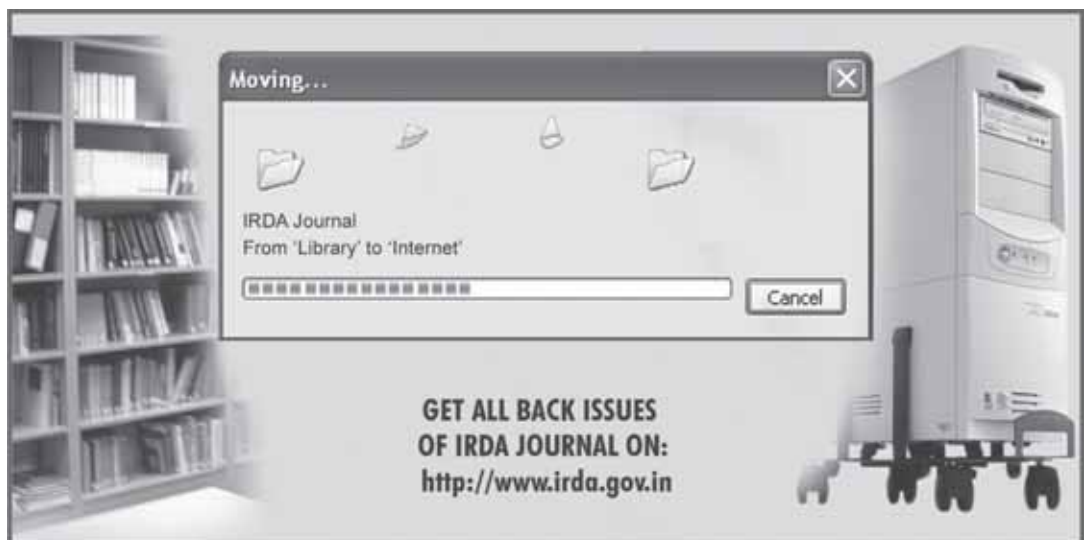 Moving...
IRDA Journal
From 'Library' to 'Internet'
Cancel
GET ALL BACK ISSUES
OF IRDA JOURNAL ON:
http://www.irda.gov.in